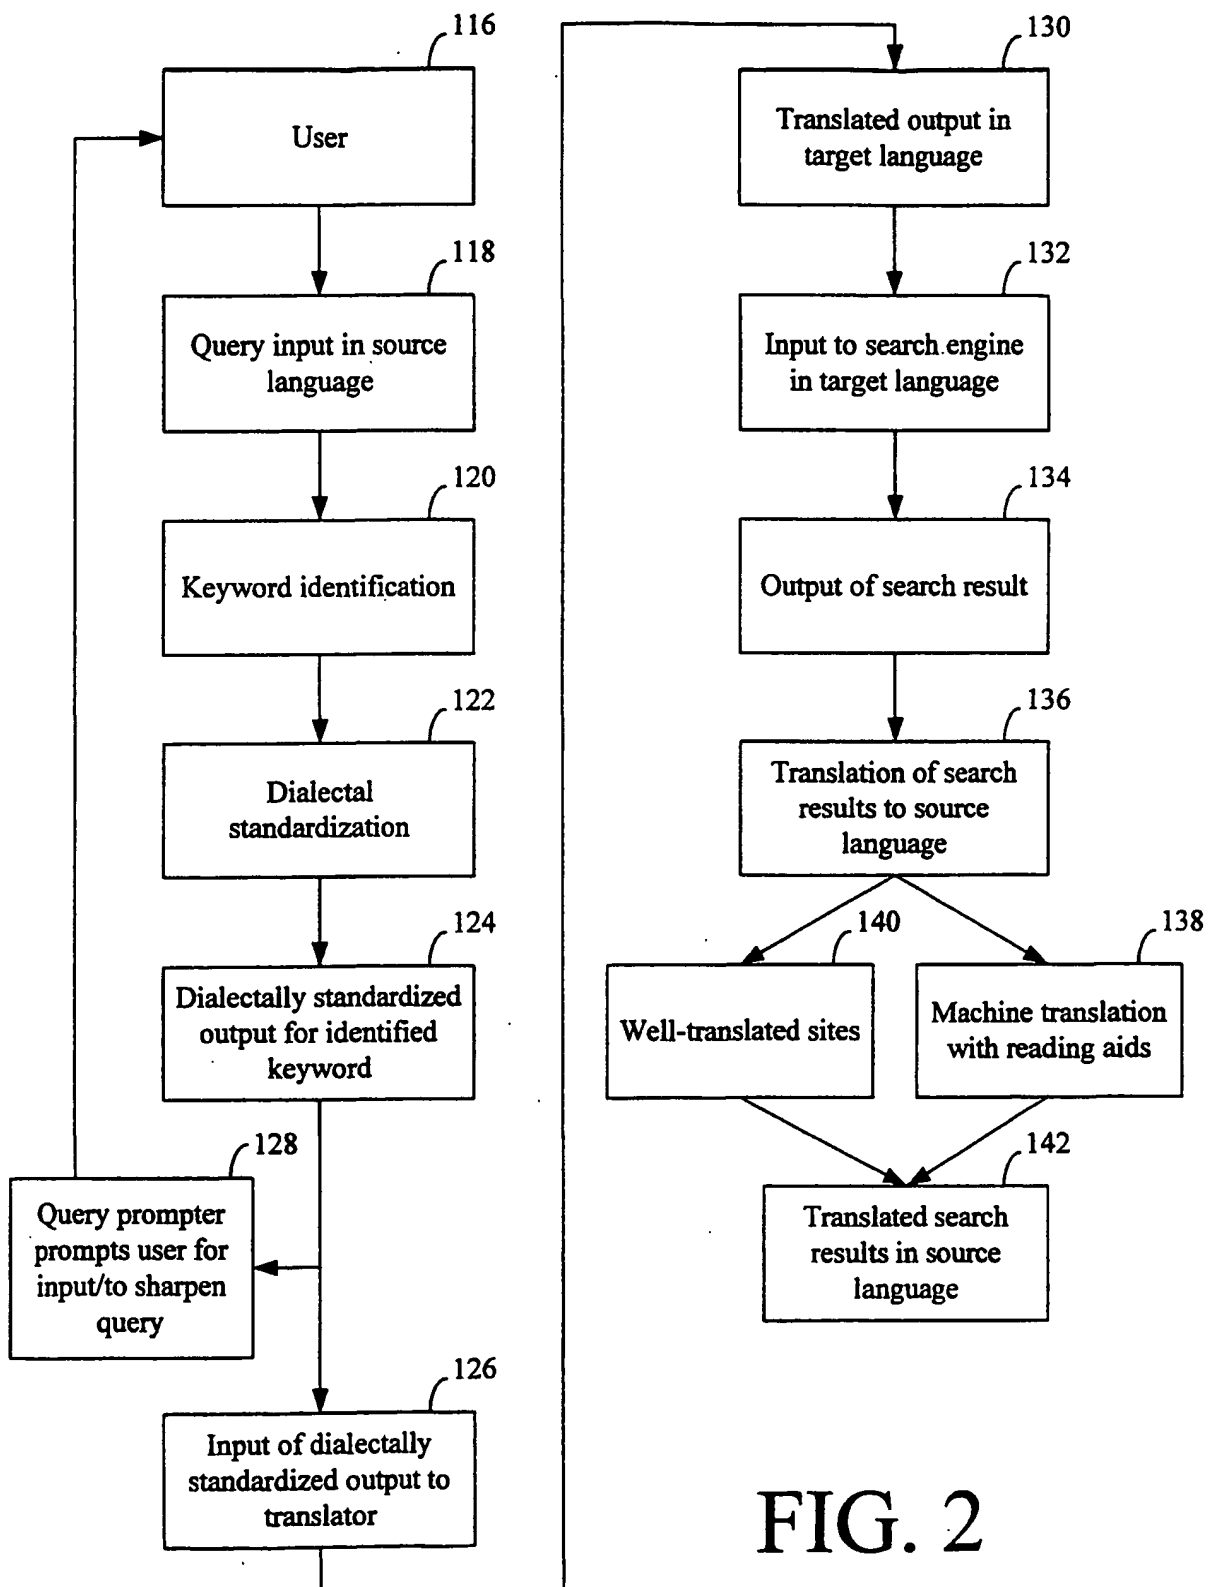 116
User
118
Query input in source
language
120
Keyword identification
122
Dialectal
standardization
124
Dialectally standardized
output for identified
keyword
128
Query prompter
prompts user for
input/to sharpen
query
126
Input of dialectally
standardized output to
translator
130
Translated output in
target language
132
Input to search engine
in target language
134
Output of search result
136
Translation of search
results to source
language
140
Well-translated sites
138
Machine translation
with reading aids
142
Translated search
results in source
language
FIG. 2